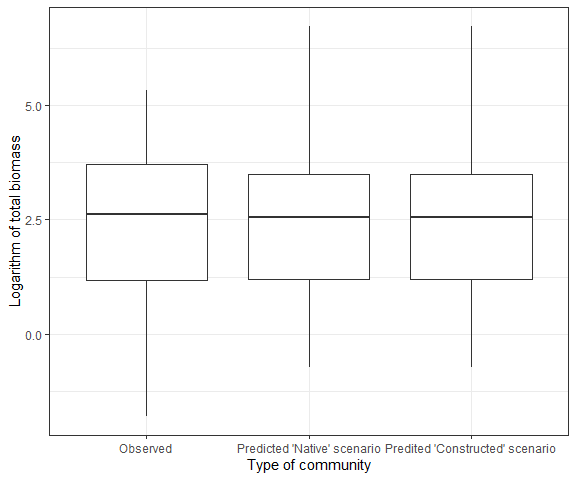 Logarithm of total biomass
5.0
2.5
0.0
Observed
Predicted 'Native' scenario
Predited 'Constructed' scenario
Type of community